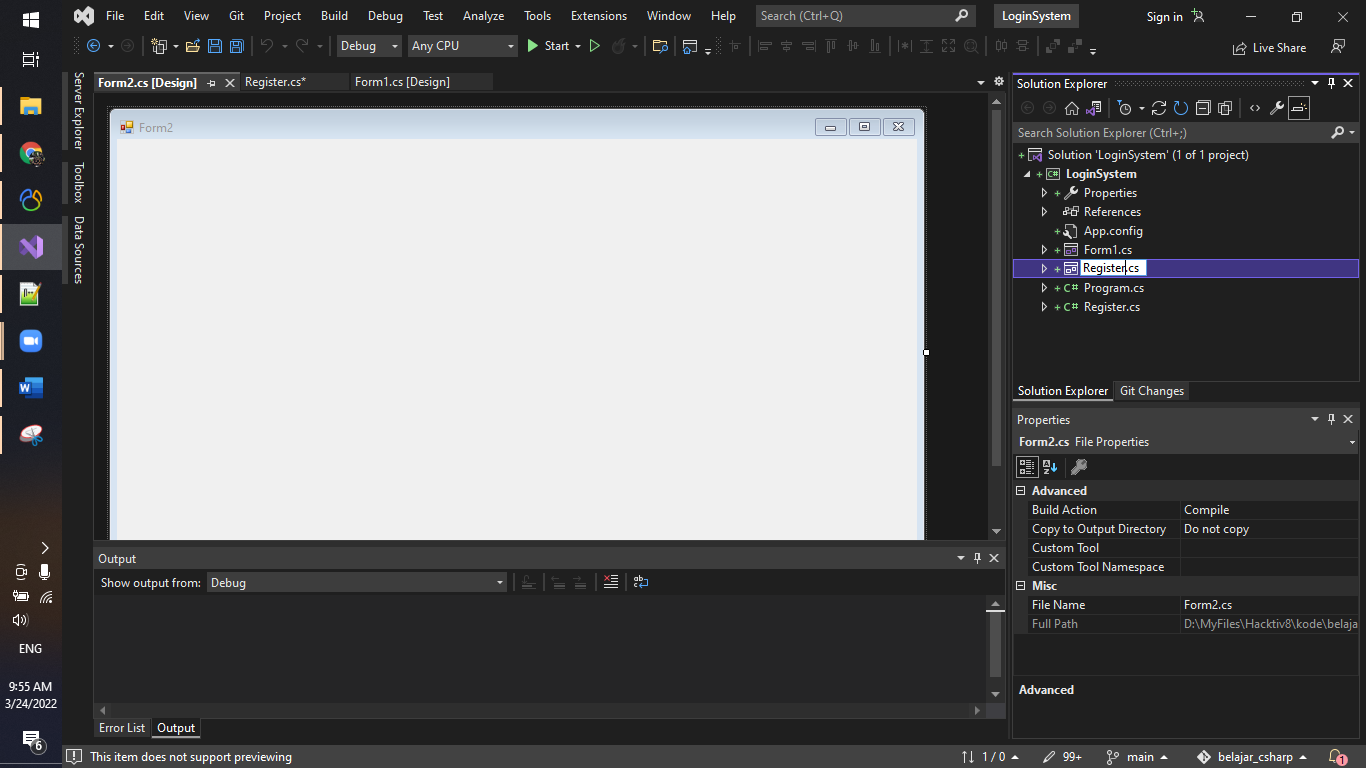 File Edit View Git Project Build Debug Test Analyze Tools Extensions Window Help Search (Ctrl+Q) LoginSystem Sign in
Debug Any CPU Start Live Share
Server Explorer
Toolbox
Data Sources
Form2.cs [Design] Register.cs* Form1.cs [Design]
Form2
Solution Explorer
Search Solution Explorer (Ctrl+;)
Solution 'LoginSystem' (1 of 1 project)
LoginSystem
Properties
References
App.config
Form1.cs
Register.cs
Program.cs
Register.cs
Solution Explorer Git Changes
Properties
Form2.cs File Properties
Advanced
Build Action Compile
Copy to Output Directory Do not copy
Custom Tool
Custom Tool Namespace
Misc
File Name Form2.cs
Full Path D:\MyFiles\Hacktiv8\kode\belaja
Advanced
Output
Show output from: Debug
Error List Output
ENG
9:55 AM
3/24/2022
6
This item does not support previewing 1 / 0 99+ main belajar_csharp 1